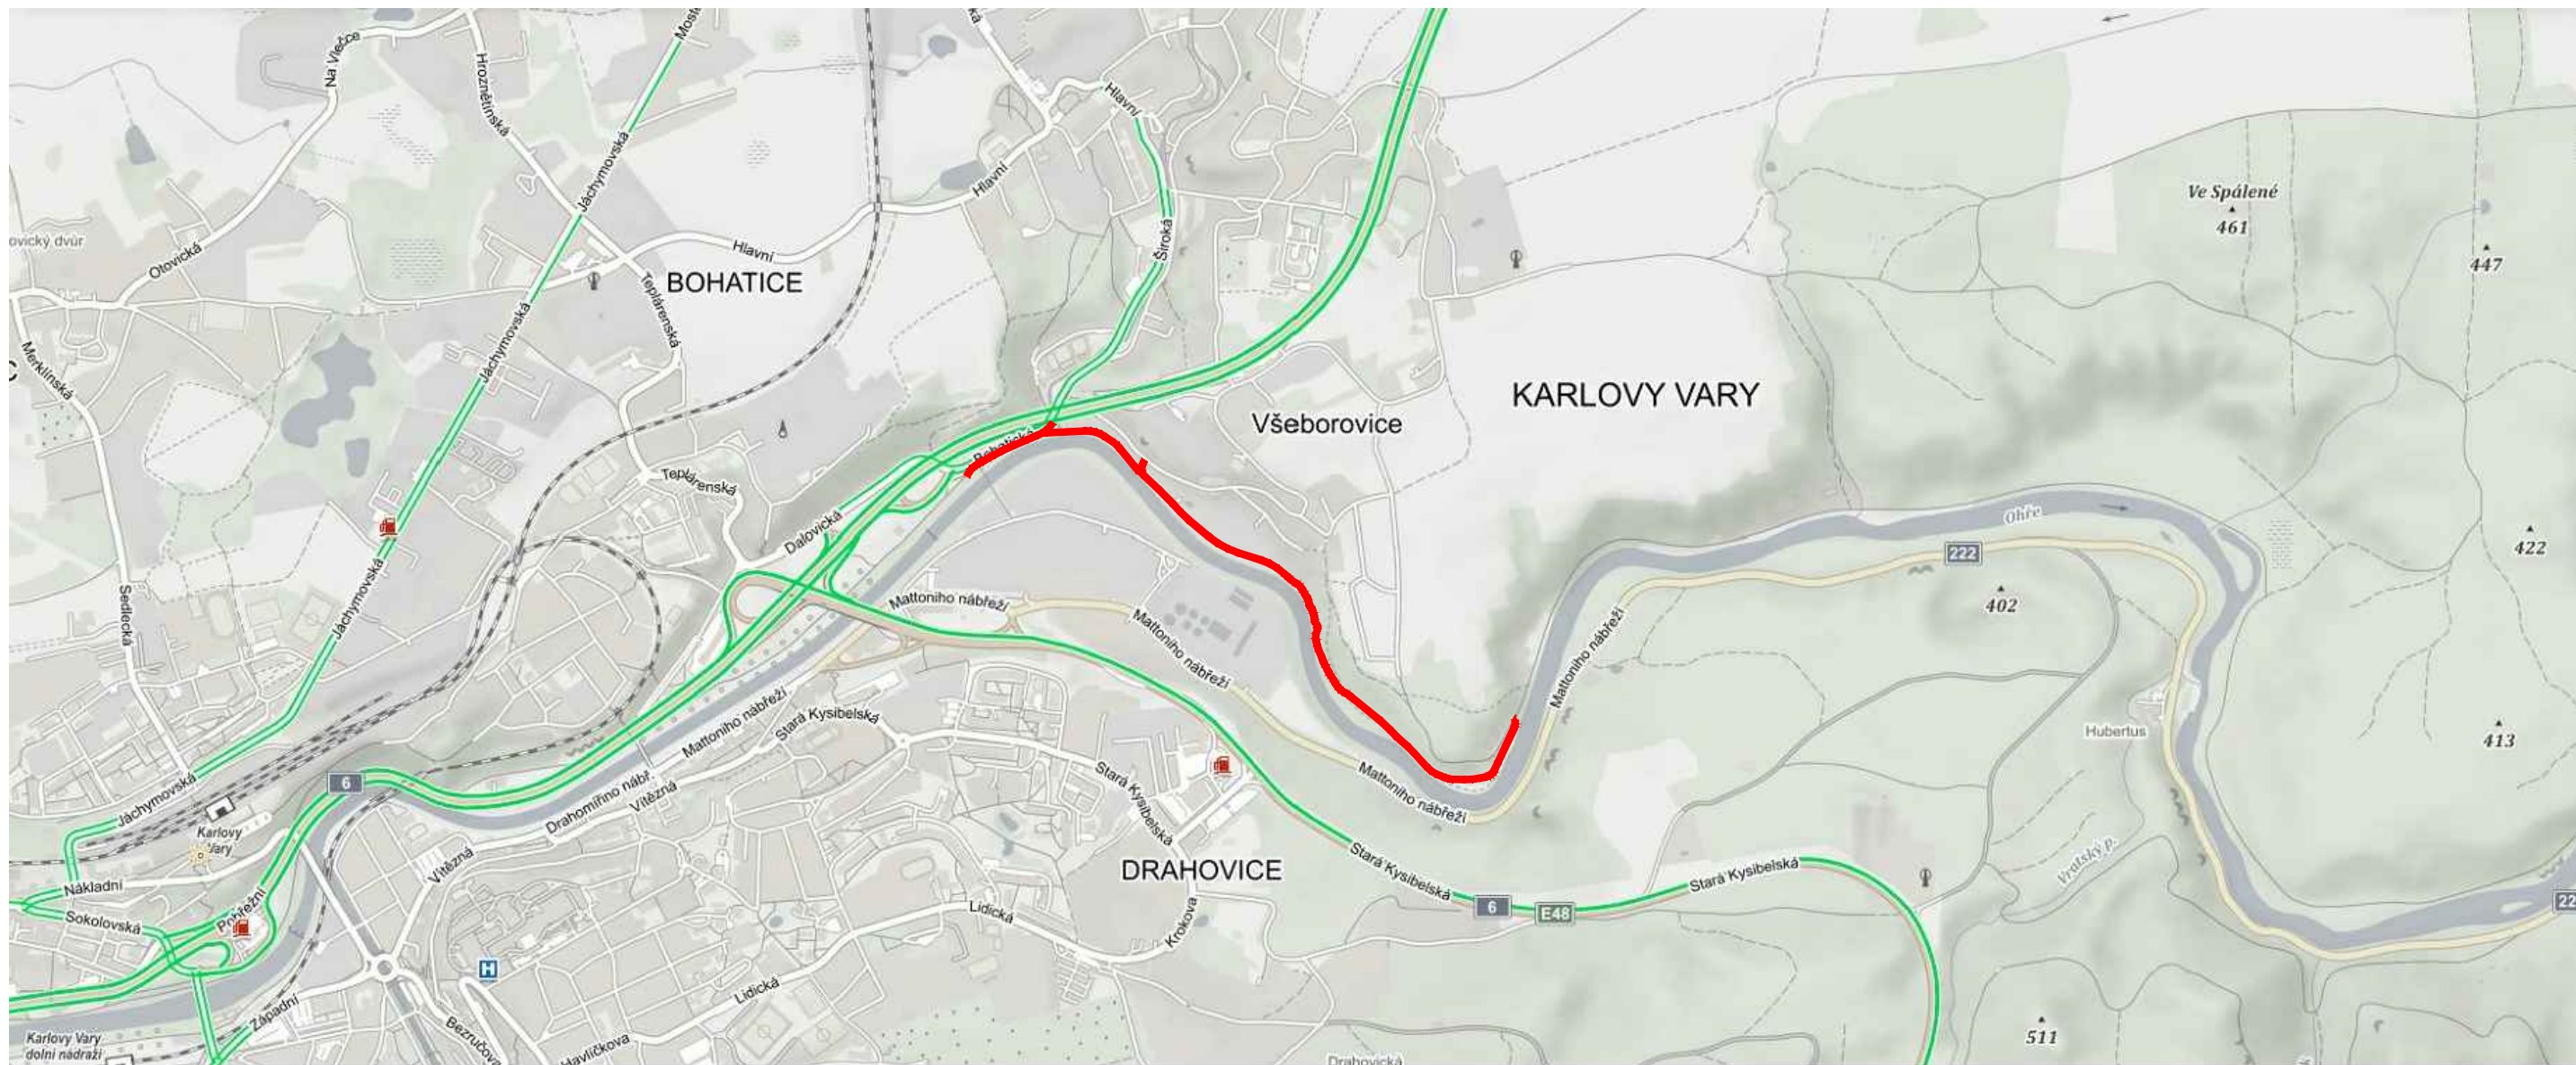 Na Vlečce
Hroznětínská
Hlavní
ovický dvůr
Otovická
Jáchymovská
Hlavní
Hlavní
Široká
Ve Spálené
461
447
BOHATICE
Teplárenská
Jáchymovská
Merklínská
KARLOVY VARY
Všeborovice
Teplárenská
Dalovická
Ohře
222
422
402
Jáchymovská
Sedlecká
Mattoniho nábřeží
Mattoniho nábřeží
Mattoniho nábřeží
Mattoniho nábřeží
Stará Kysibelská
Hubertus
413
6
Jáchymovská
Drahomířino nábř.
Vítězná
Stará Kysibelská
Mattoniho nábřeží
Karlovy
Vary
Vítězná
DRAHOVICE
Stará Kysibelská
Stará Kysibelská
Vratský p.
Nákladní
Pobřežní
Sokolovská
Lidická
Krokova
6
E48
22
H
Lidická
Západní
Bezručova
Havlíčkova
Karlovy Vary
dolní nádraží
511
Drahovická